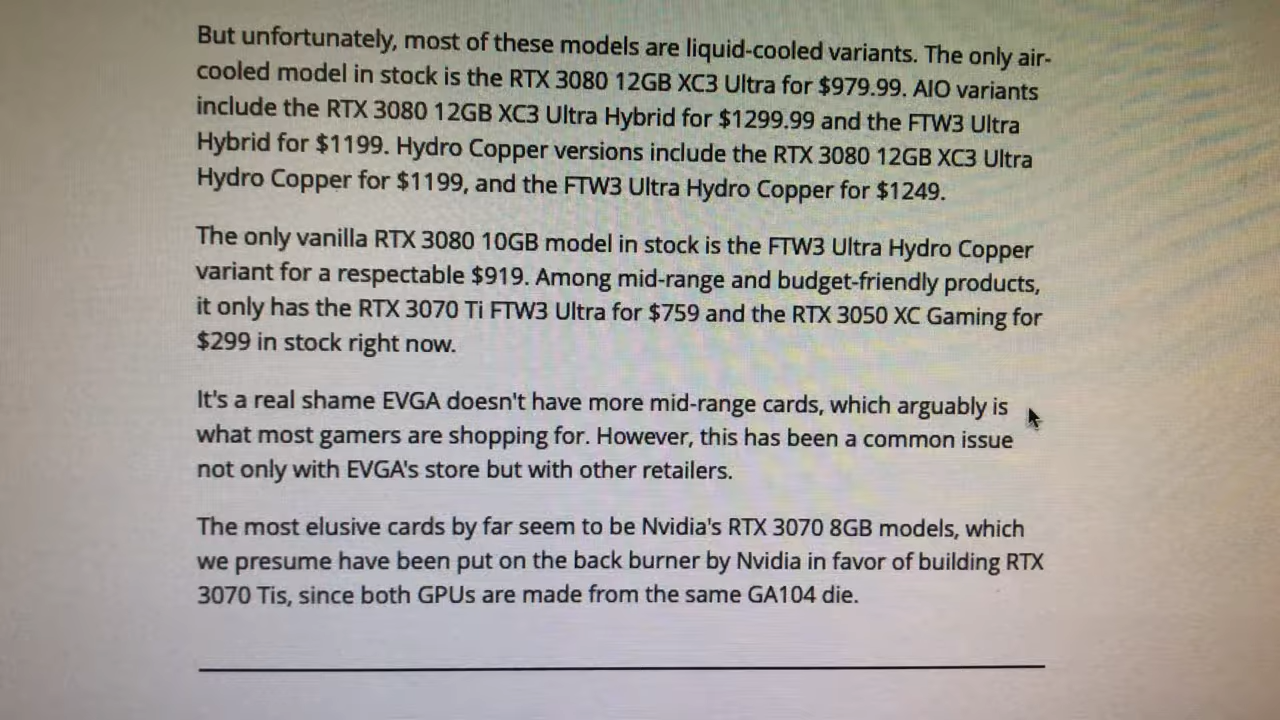 But unfortunately, most of these models are liquid-cooled variants. The only air-
cooled model in stock is the RTX 3080 12GB XC3 Ultra for $979.99. AIO variants
include the RTX 3080 12GB XC3 Ultra Hybrid for $1299.99 and the FTW3 Ultra
Hybrid for $1199. Hydro Copper versions include the RTX 3080 12GB XC3 Ultra
Hydro Copper for $1199, and the FTW3 Ultra Hydro Copper for $1249.
The only vanilla RTX 3080 10GB model in stock is the FTW3 Ultra Hydro Copper
variant for a respectable $919. Among mid-range and budget-friendly products,
it only has the RTX 3070 Ti FTW3 Ultra for $759 and the RTX 3050 XC Gaming for
$299 in stock right now.
It's a real shame EVGA doesn't have more mid-range cards, which arguably is
what most gamers are shopping for. However, this has been a common issue
not only with EVGA's store but with other retailers.
The most elusive cards by far seem to be Nvidia's RTX 3070 8GB models, which
we presume have been put on the back burner by Nvidia in favor of building RTX
3070 Tis, since both GPUs are made from the same GA104 die.